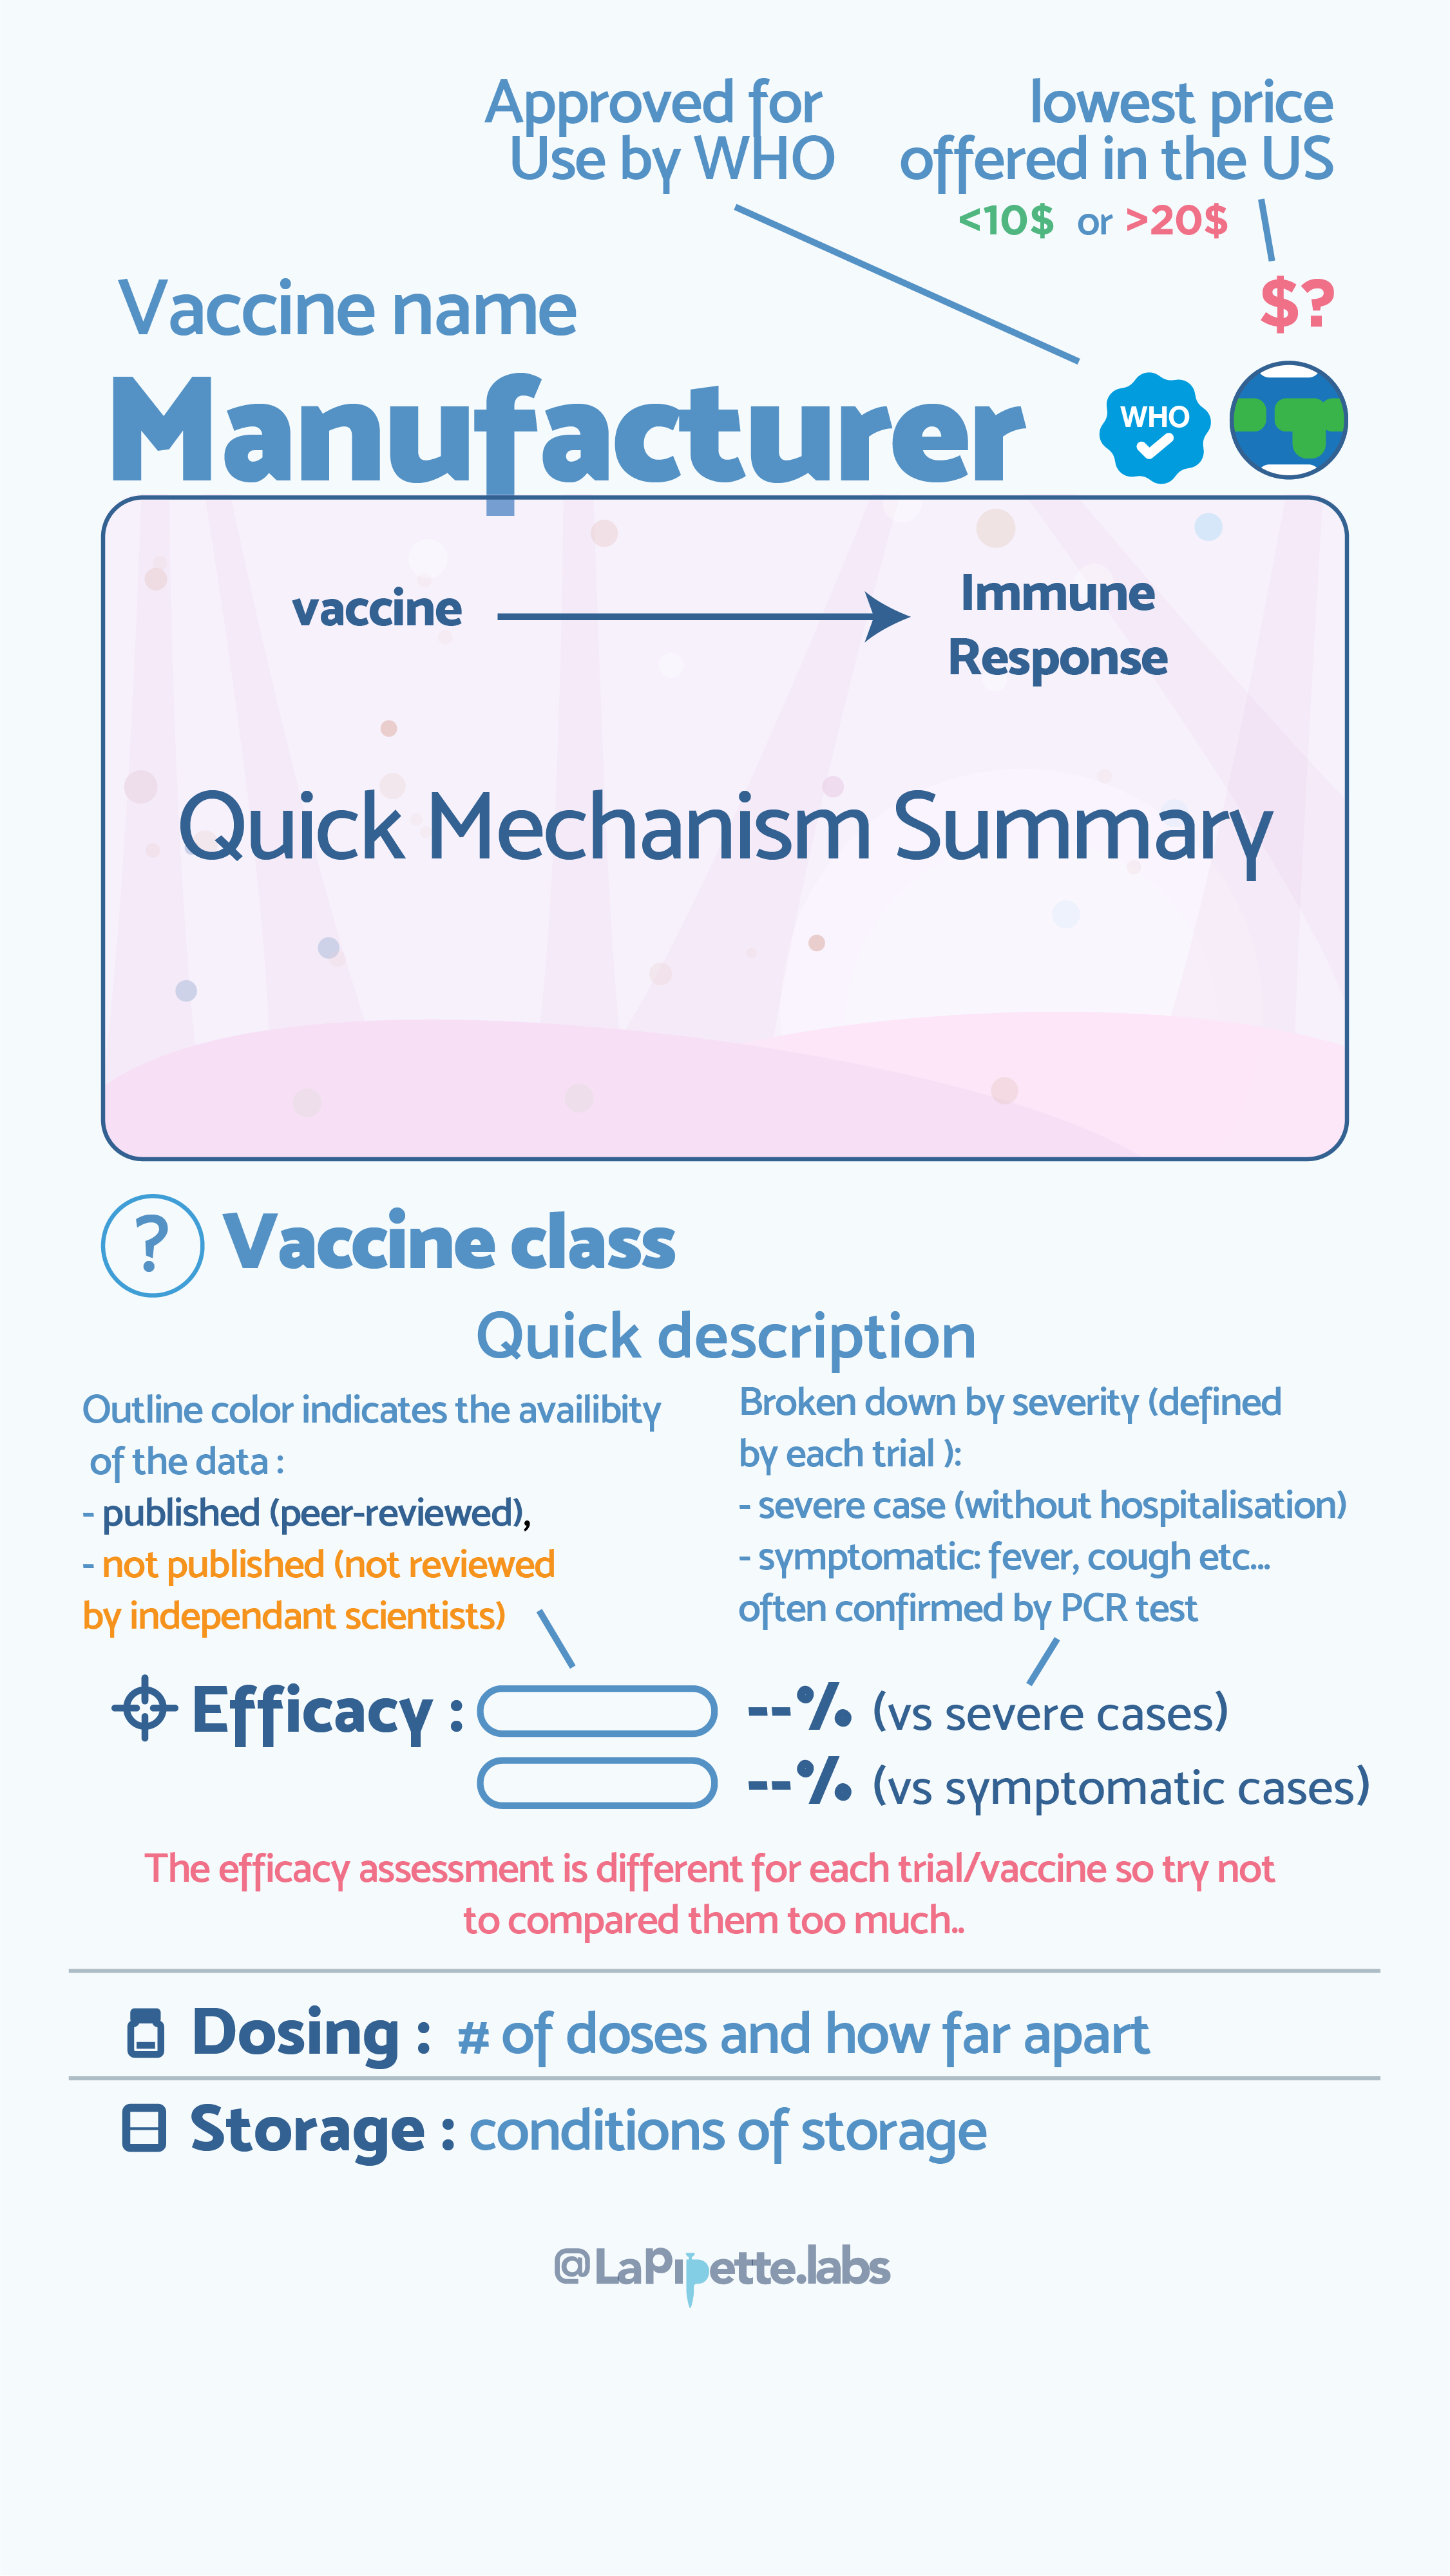 Approved for
Use by WHO
lowest price
offered in the US
<10$ or >20$
$?
Vaccine name
Manufacturer
WHO
vaccine
Immune
Response
Quick Mechanism Summary
? Vaccine class
Quick description
Outline color indicates the availibity
of the data :
- published (peer-reviewed),
- not published (not reviewed
by independant scientists)
Broken down by severity (defined
by each trial ):
- severe case (without hospitalisation)
- symptomatic: fever, cough etc...
often confirmed by PCR test
Efficacy : --% (vs severe cases)
--% (vs symptomatic cases)
The efficacy assessment is different for each trial/vaccine so try not
to compared them too much..
Dosing : # of doses and how far apart
Storage : conditions of storage
@LaPipette.labs